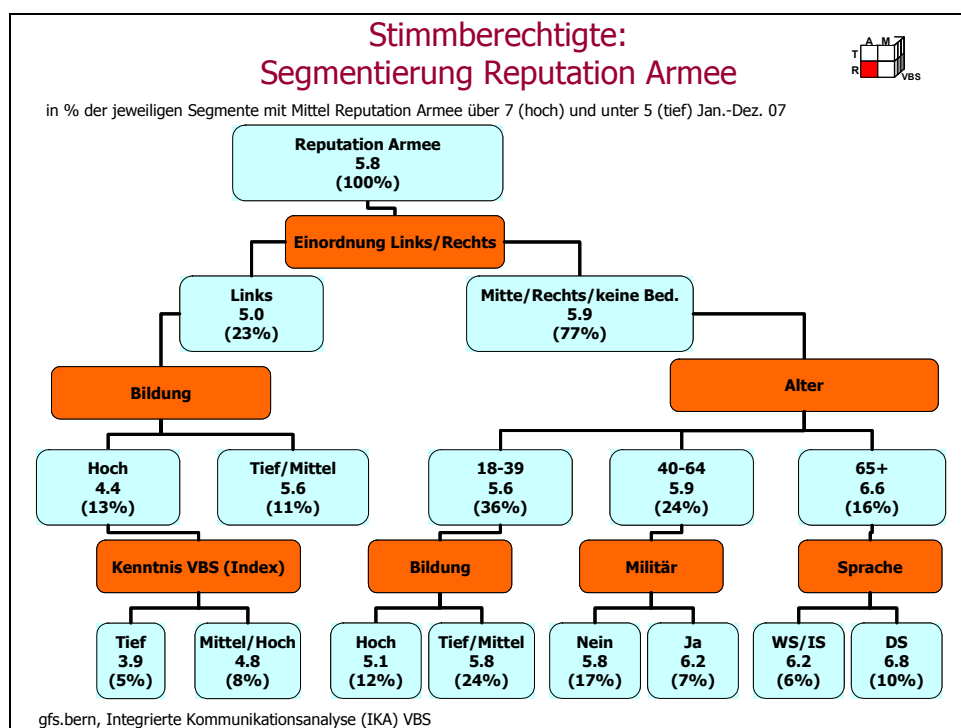 Stimmberechtigte:
Segmentierung Reputation Armee
A M
T
R
VBS
in % der jeweiligen Segmente mit Mittel Reputation Armee über 7 (hoch) und unter 5 (tief) Jan.-Dez. 07
Reputation Armee
5.8
(100%)
Einordnung Links/Rechts
Links
5.0
(23%)
Mitte/Rechts/keine Bed.
5.9
(77%)
Bildung
Alter
Hoch
4.4
(13%)
Tief/Mittel
5.6
(11%)
18-39
5.6
(36%)
40-64
5.9
(24%)
65+
6.6
(16%)
Kenntnis VBS (Index)
Bildung
Militär
Sprache
Tief
3.9
(5%)
Mittel/Hoch
4.8
(8%)
Hoch
5.1
(12%)
Tief/Mittel
5.8
(24%)
Nein
5.8
(17%)
Ja
6.2
(7%)
WS/IS
6.2
(6%)
DS
6.8
(10%)
gfs.bern, Integrierte Kommunikationsanalyse (IKA) VBS